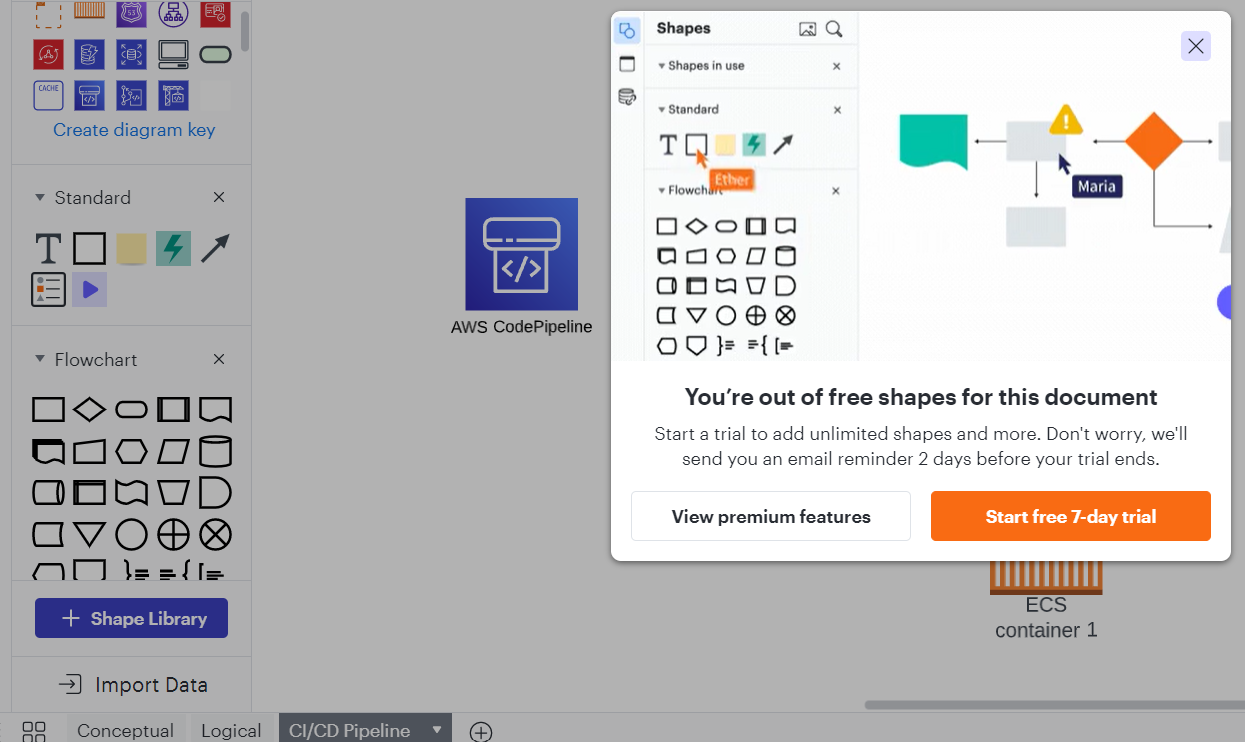 53
CACHE
Create diagram key
Standard
T
Flowchart
Shape Library
Import Data
Conceptual
Logical
CI/CD Pipeline
AWS CodePipeline
Shapes
Shapes in use
Standard
T
Ether
Flowchart
Maria
You’re out of free shapes for this document
Start a trial to add unlimited shapes and more. Don't worry, we'll
send you an email reminder 2 days before your trial ends.
View premium features
Start free 7-day trial
ECS
container 1